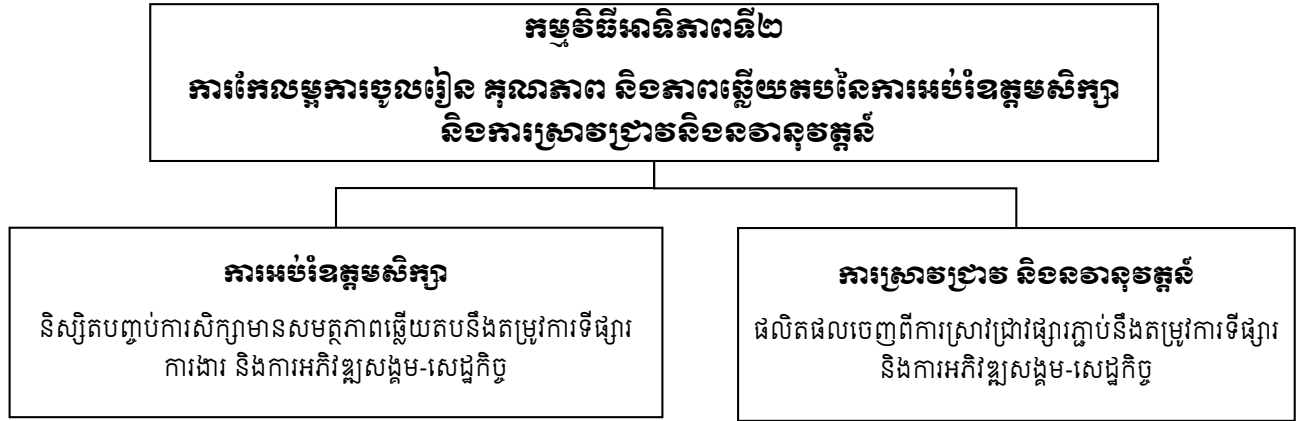 កម្មវិធីអាទិភាពទី២
ការកែលម្អការចូលរៀន គុណភាព និងភាពឆ្លើយតបនៃការអប់រំឧត្តមសិក្សា
និងការស្រាវជ្រាវនិងនវានុវត្តន៍
ការអប់រំឧត្តមសិក្សា
និស្សិតបញ្ចប់ការសិក្សាមានសមត្ថភាពឆ្លើយតបនឹងតម្រូវការទីផ្សារ
ការងារ និងការអភិវឌ្ឍសង្គម-សេដ្ឋកិច្ច
ការស្រាវជ្រាវ និងនវានុវត្តន៍
ផលិតផលចេញពីការស្រាវជ្រាវផ្សារភ្ជាប់នឹងតម្រូវការទីផ្សារ
និងការអភិវឌ្ឍសង្គម-សេដ្ឋកិច្ច